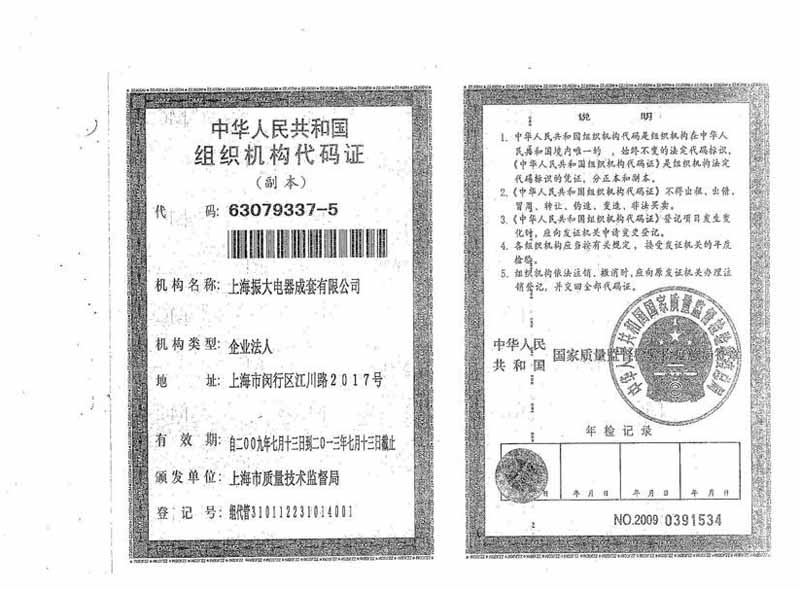 中华人民共和国
组织机构代码证
(副本)
代 码: 63079337-5
机构名称: 上海振大电器成套有限公司
机构类型: 企业法人
地 址: 上海市闵行区江川路2017号
有 效 期: 自二00九年七月十三日到二0一三年七月十三日截止
颁发单位: 上海市质量技术监督局
登 记 号: 组代管310112231014001
说 明
1. 中华人民共和国组织机构代码是组织机构在中华人
民共和国境内唯一的、始终不变的法定代码标识,
《中华人民共和国组织机构代码证》是组织机构法定
代码标识的凭证,分正本和副本。
2.《中华人民共和国组织机构代码证》不得出租、出借、
冒用、转让、伪造、变造、非法买卖。
3.《中华人民共和国组织机构代码证》登记项目发生变
化时,应向发证机关申请变更登记。
4. 各组织机构应当按有关规定,接受发证机关的年度
检验。
5. 组织机构依法注销、撤消时,应向原发证机关办理注
销登记,并交回全部代码证。
中华人民
共和国 国家质量监督
年检记录
日 年 月 日 年 月 日 年 月 日
NO.2009 0391534